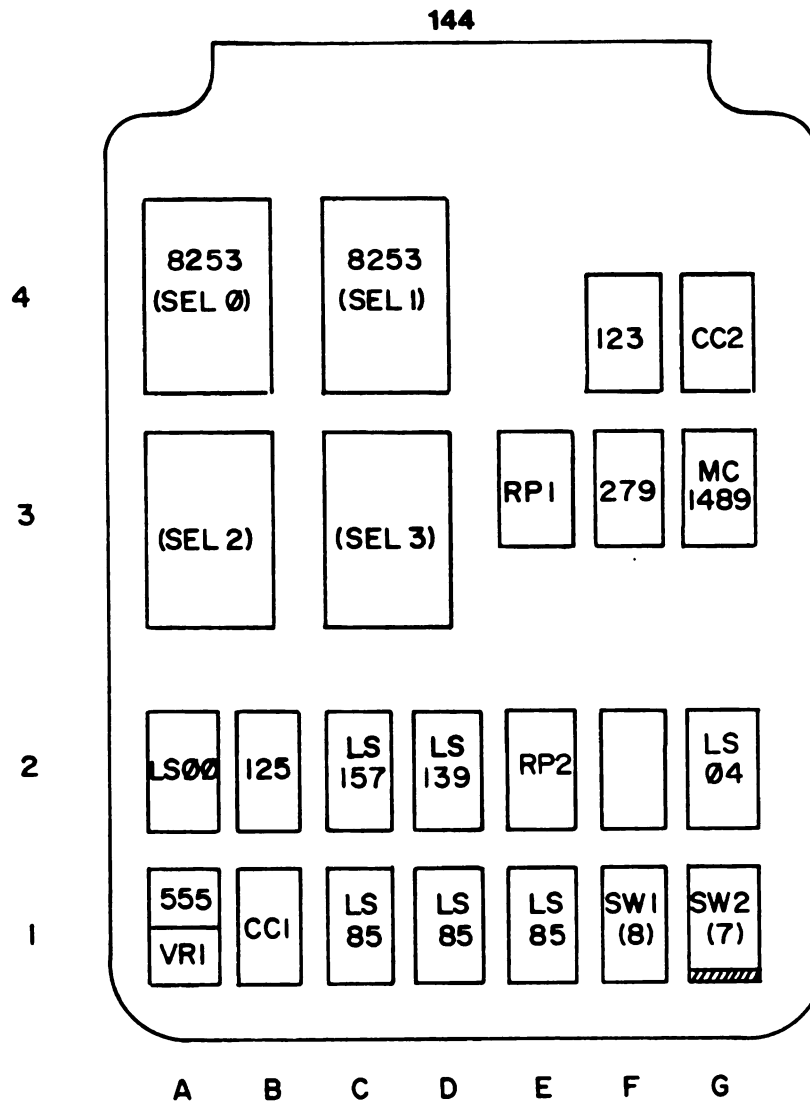 144
4
8253
(SEL Ø)
8253
(SEL 1)
123
CC2
3
(SEL 2)
(SEL 3)
RP1
279
MC
1489
2
LSØØ
125
LS
157
LS
139
RP2
LS
Ø4
1
555
VR1
CC1
LS
85
LS
85
LS
85
SW1
(8)
SW2
(7)
A B C D E F G